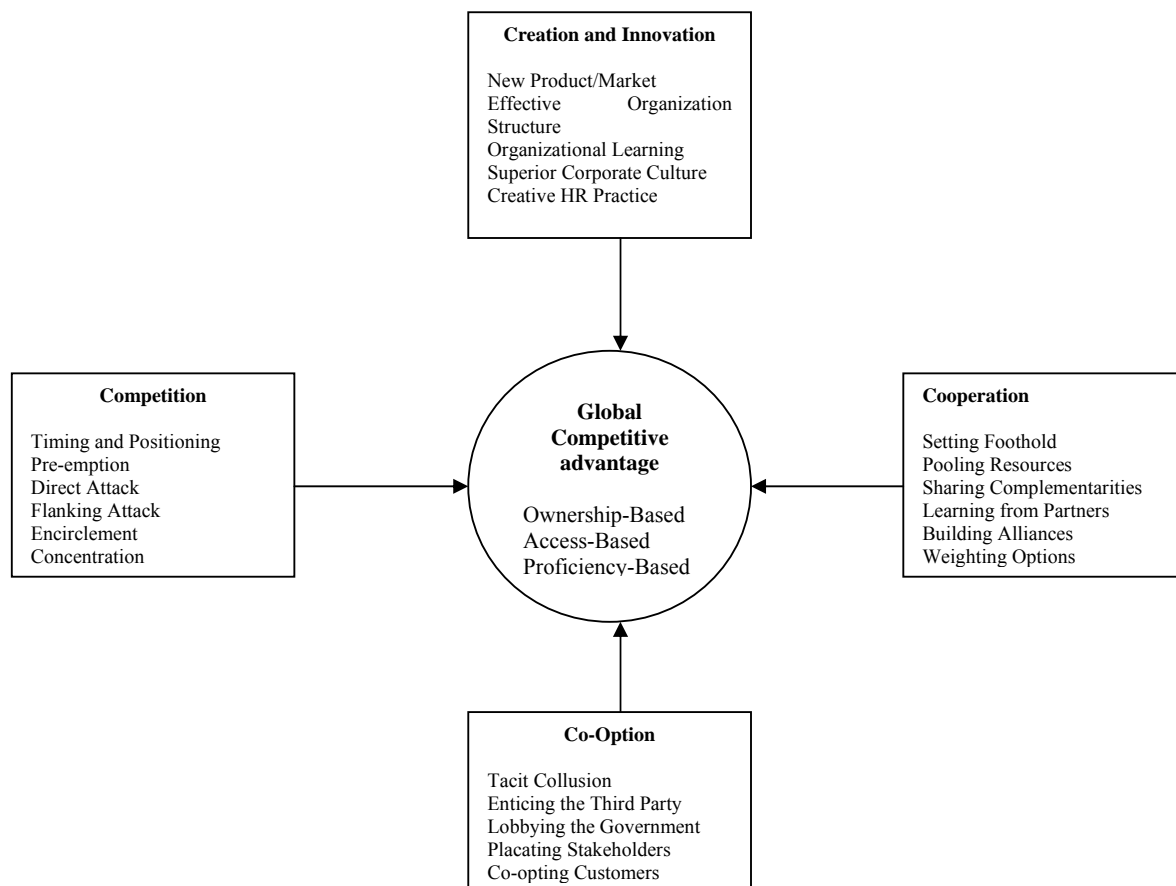 Creation and Innovation
New Product/Market
Effective Organization
Structure
Organizational Learning
Superior Corporate Culture
Creative HR Practice
Competition
Timing and Positioning
Pre-emption
Direct Attack
Flanking Attack
Encirclement
Concentration
Global
Competitive
advantage
Ownership-Based
Access-Based
Proficiency-Based
Cooperation
Setting Foothold
Pooling Resources
Sharing Complementarities
Learning from Partners
Building Alliances
Weighting Options
Co-Option
Tacit Collusion
Enticing the Third Party
Lobbying the Government
Placating Stakeholders
Co-opting Customers